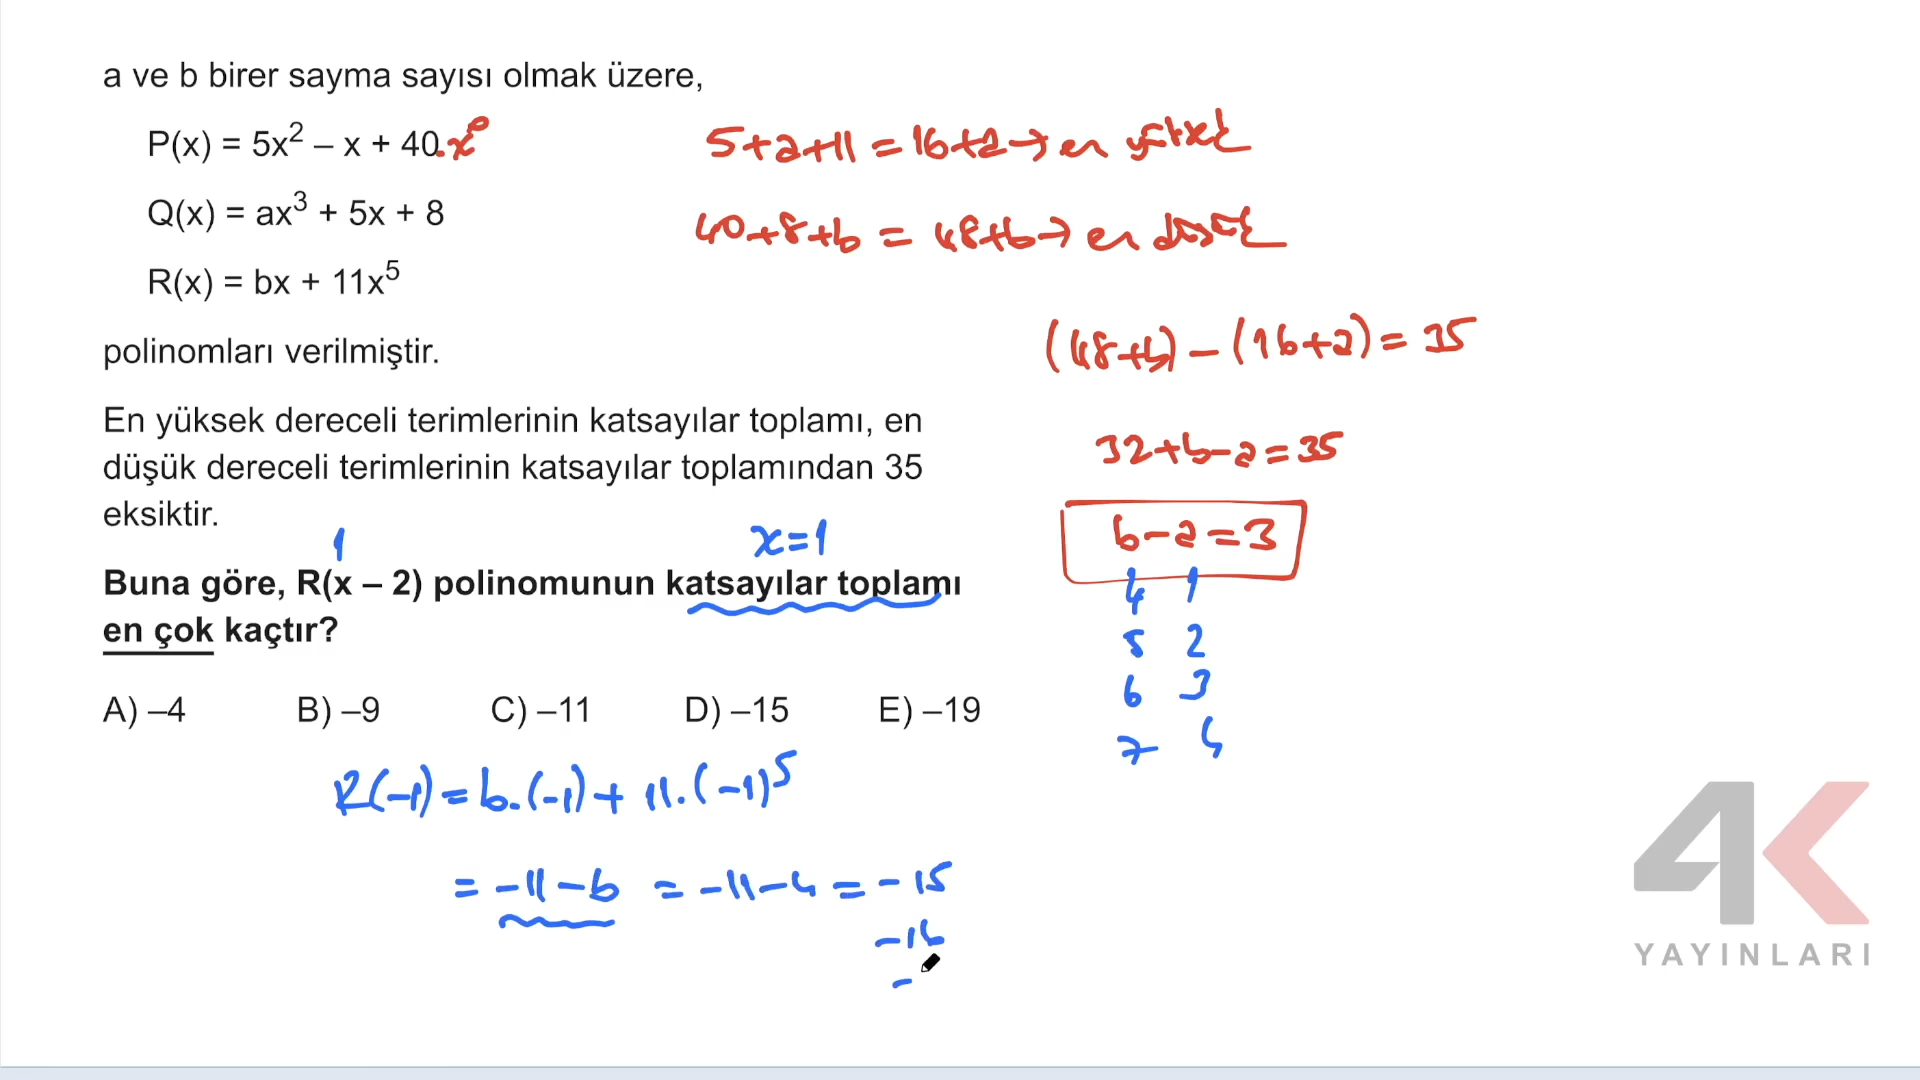 a ve b birer sayma sayısı olmak üzere,
P(x) = 5x² – x + 40.x⁰
Q(x) = ax³ + 5x + 8
R(x) = bx + 11x⁵
polinomları verilmiştir.
En yüksek dereceli terimlerinin katsayılar toplamı, en
düşük dereceli terimlerinin katsayılar toplamından 35
eksiktir.
1
x=1
Buna göre, R(x – 2) polinomunun katsayılar toplamı
en çok kaçtır?
A) –4 B) –9 C) –11 D) –15 E) –19
R(-1) = b.(-1) + 11.(-1)⁵
= -11-b = -11-4 = -15
-16
-
5+a+11 = 16+a → en yüksek
40+8+b = 48+b → en düşük
(48+b) – (16+a) = 35
32+b-a=35
b-a=3
4 1
5 2
6 3
7 4
4K
YAYINLARI